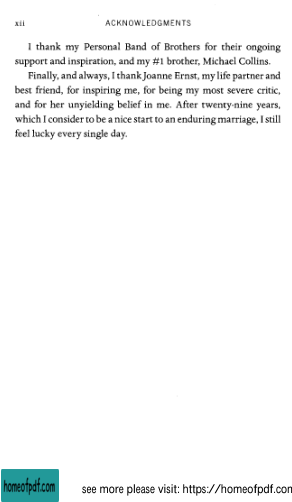 xii ACKNOWLEDGMENTS
I thank my Personal Band of Brothers for their ongoing
support and inspiration, and my #1 brother, Michael Collins.
Finally, and always, I thank Joanne Ernst, my life partner and
best friend, for inspiring me, for being my most severe critic,
and for her unyielding belief in me. After twenty-nine years,
which I consider to be a nice start to an enduring marriage, I still
feel lucky every single day.
homeofpdf.com
see more please visit: https://homeofpdf.com